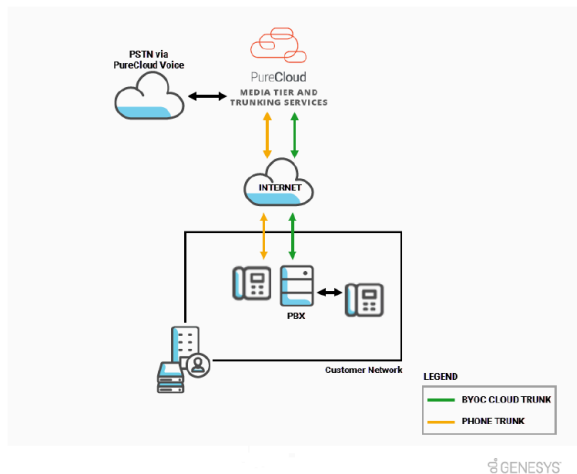 PSTN via
PureCloud Voice
PureCloud
MEDIA TIER AND
TRUNKING SERVICES
INTERNET
PBX
Customer Network
LEGEND
BYOC CLOUD TRUNK
PHONE TRUNK
GENESYS